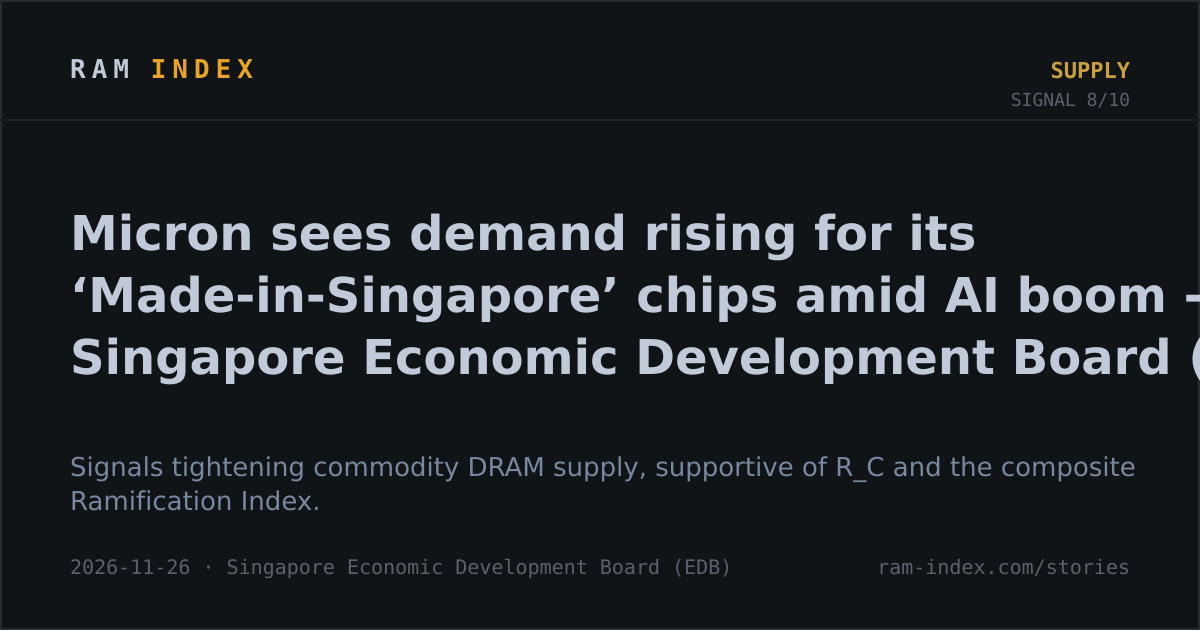 RAM INDEX
SUPPLY
SIGNAL 8/10
Micron sees demand rising for its
‘Made-in-Singapore’ chips amid AI boom -
Singapore Economic Development Board (
Signals tightening commodity DRAM supply, supportive of R_C and the composite
Ramification Index.
2026-11-26 · Singapore Economic Development Board (EDB)
ram-index.com/stories